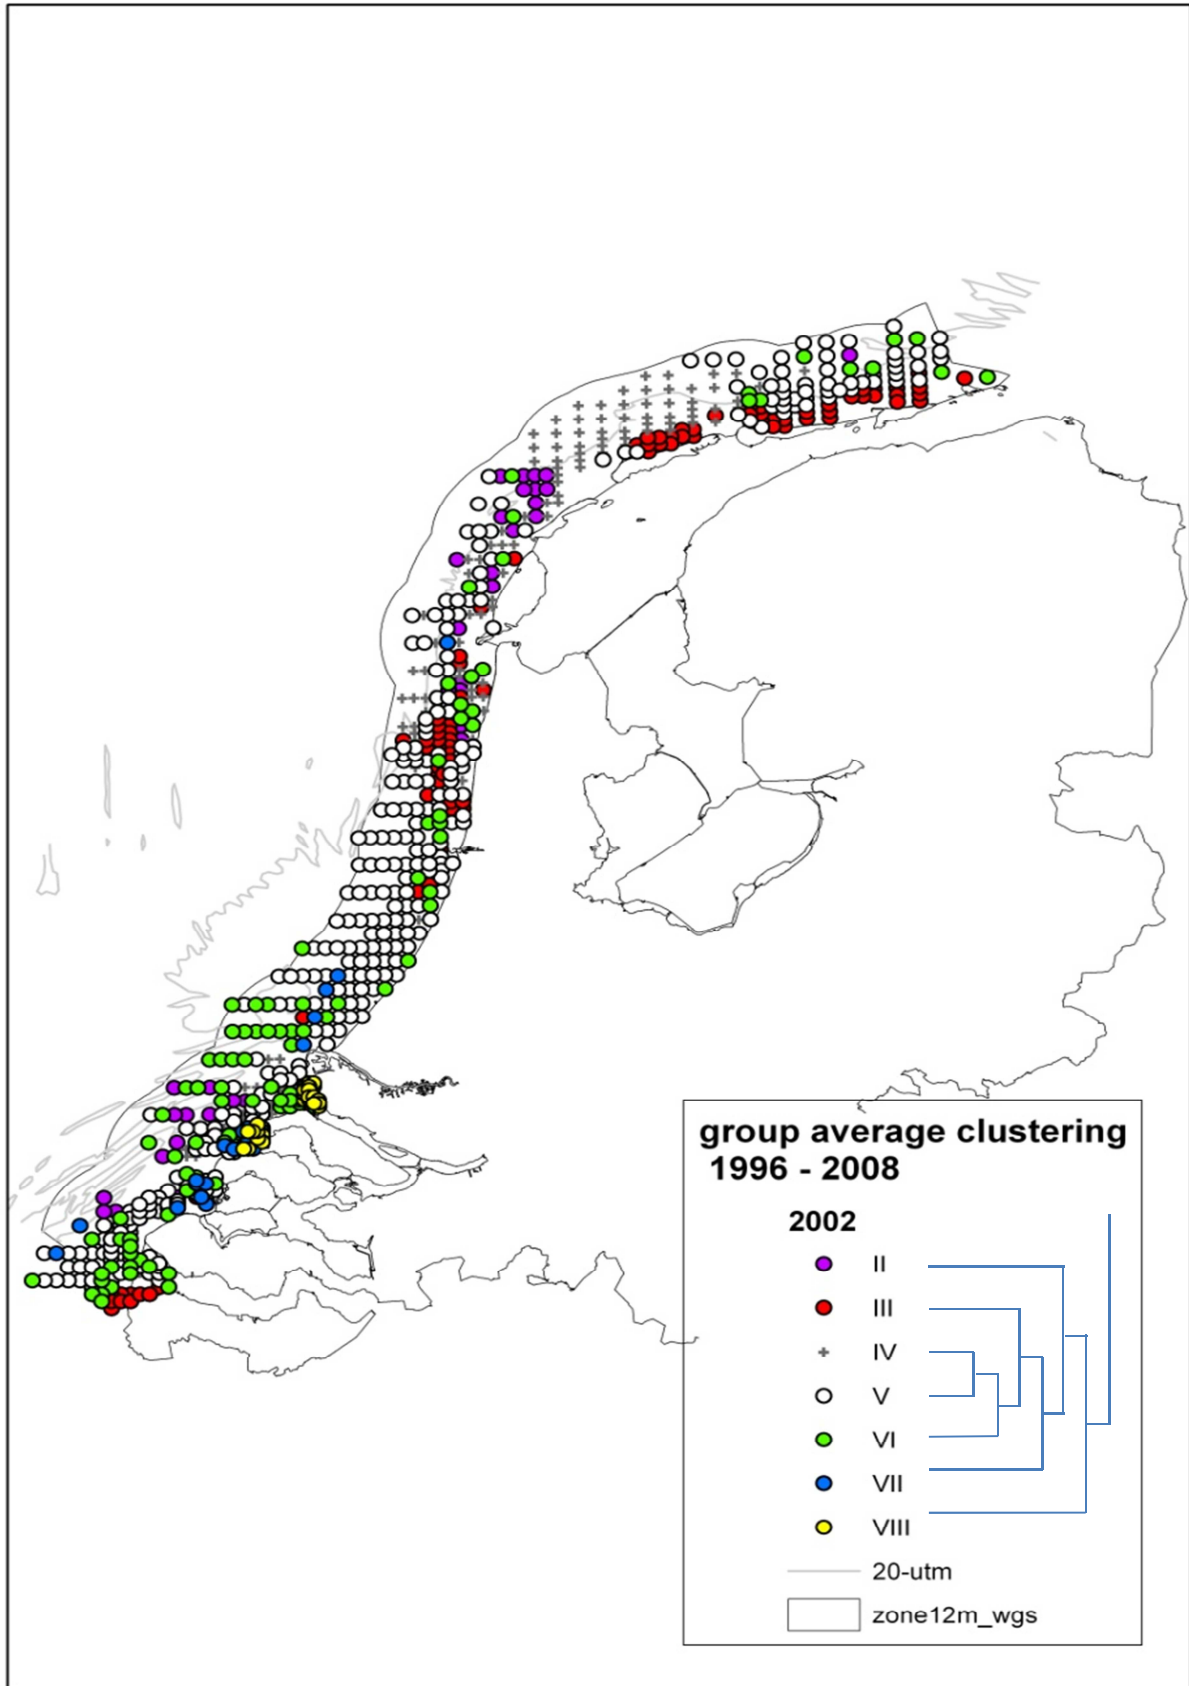 group average clustering
1996 - 2008
2002
II
III
IV
V
VI
VII
VIII
20-utm
zone12m_wgs